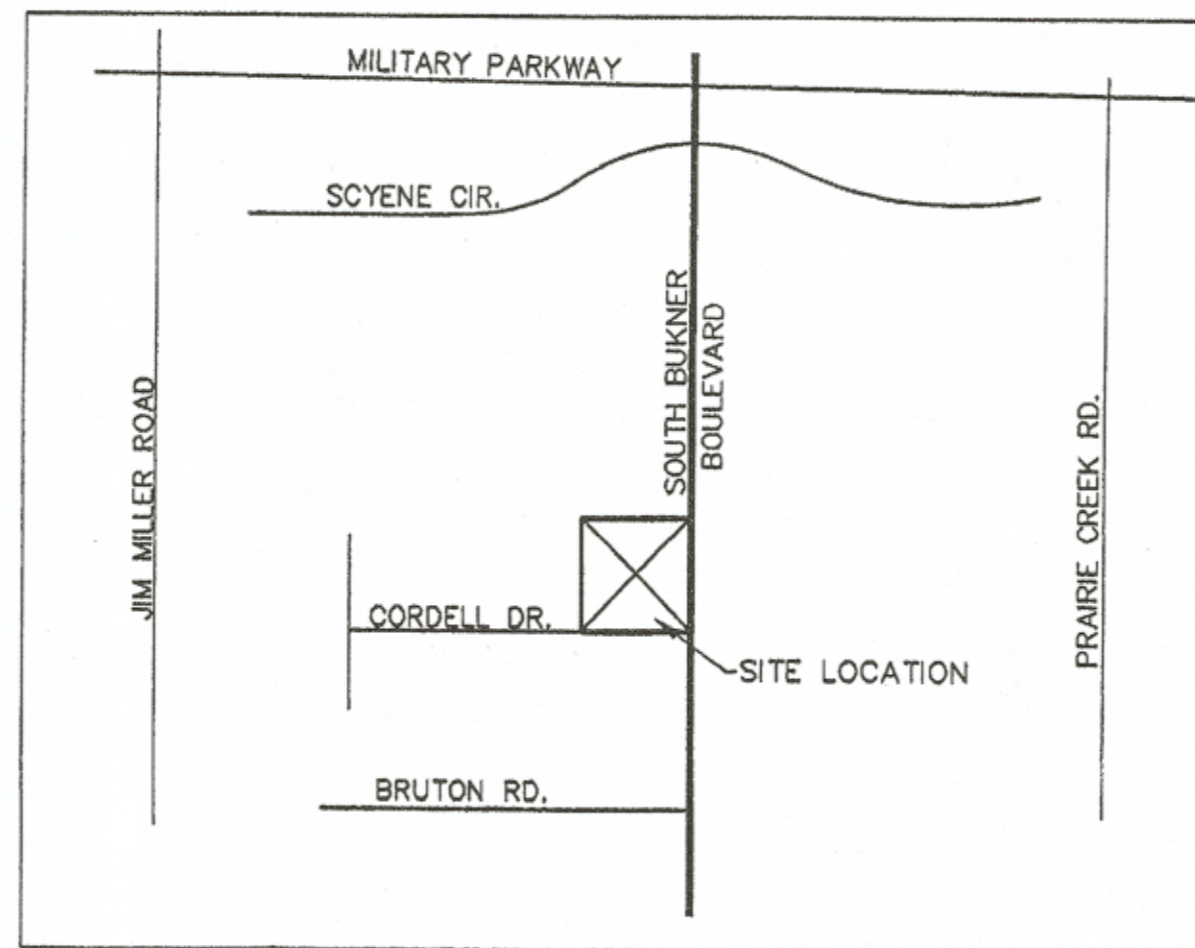 MILITARY PARKWAY
SCYENE CIR.
SOUTH BUKNER
BOULEVARD
JIM MILLER ROAD
PRAIRIE CREEK RD.
CORDELL DR.
SITE LOCATION
BRUTON RD.